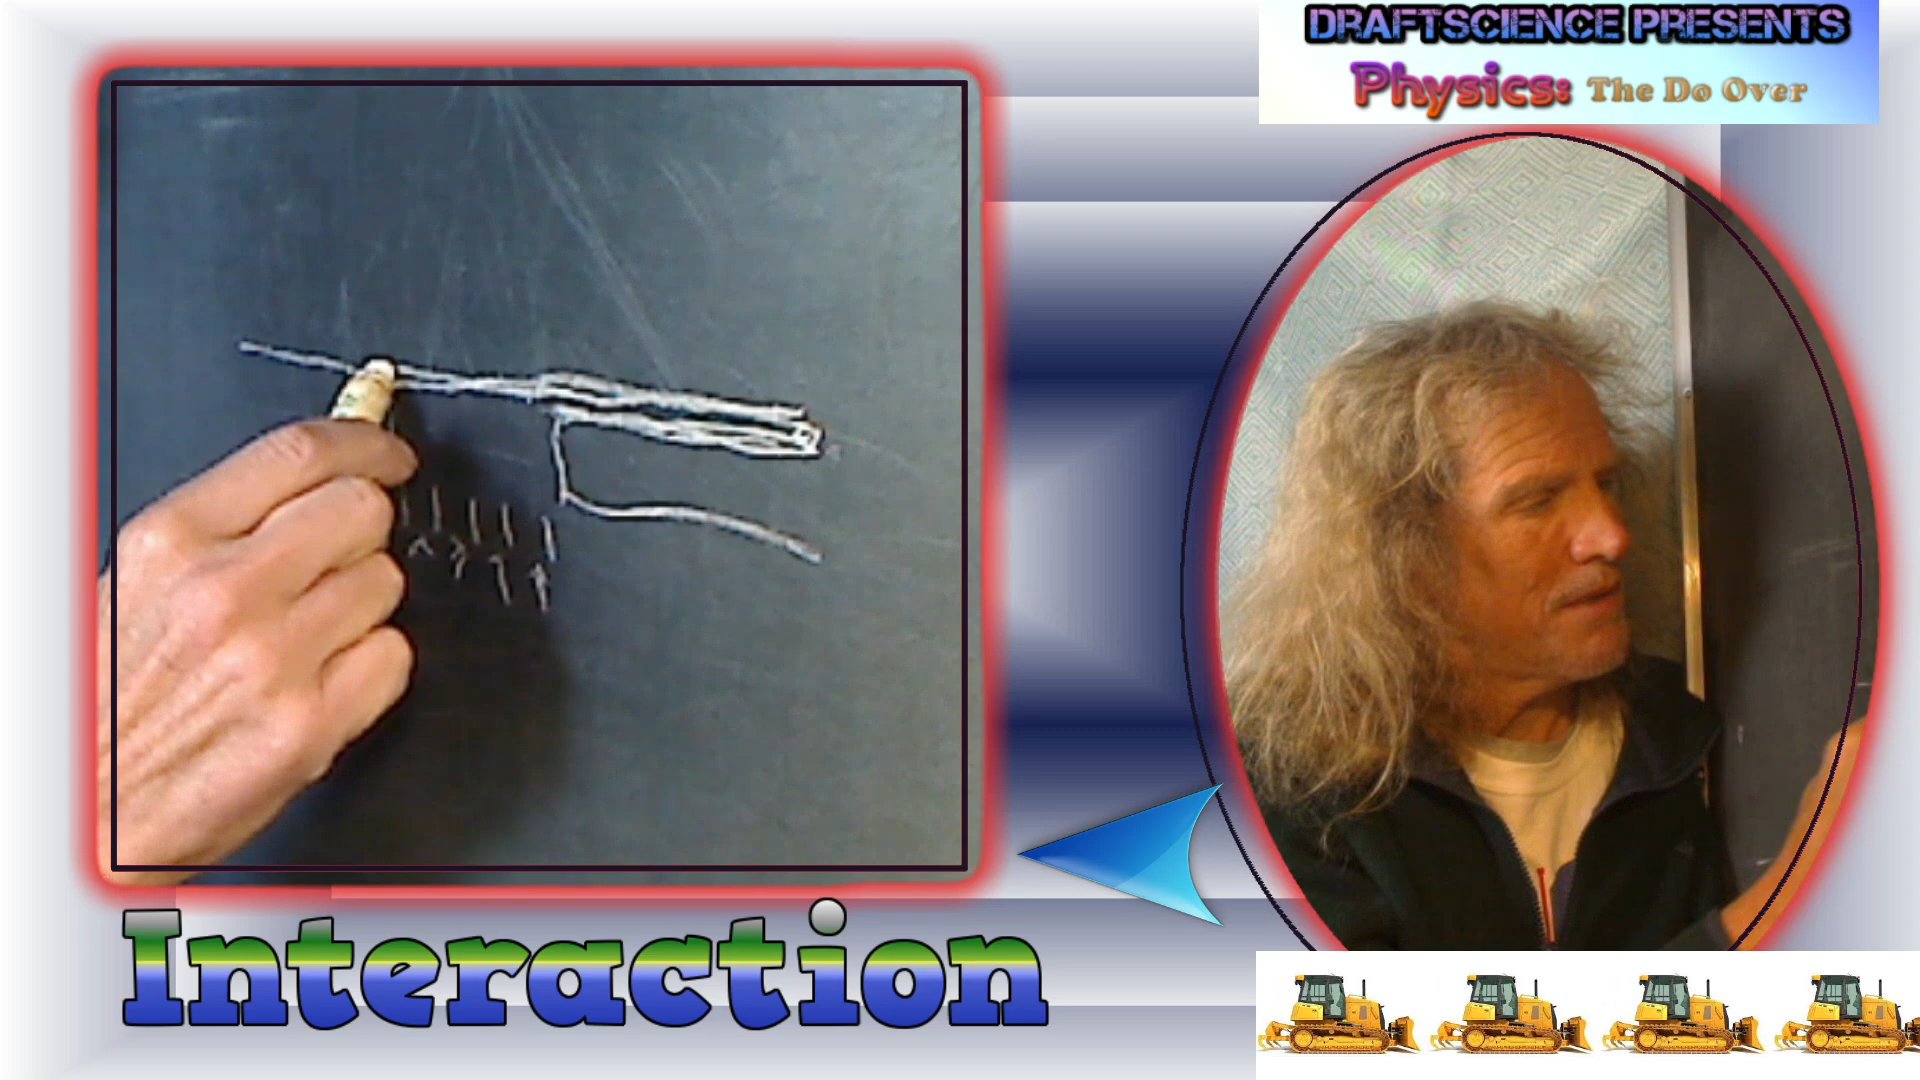 DRAFTSCIENCE PRESENTS
Physics: The Do Over
Interaction